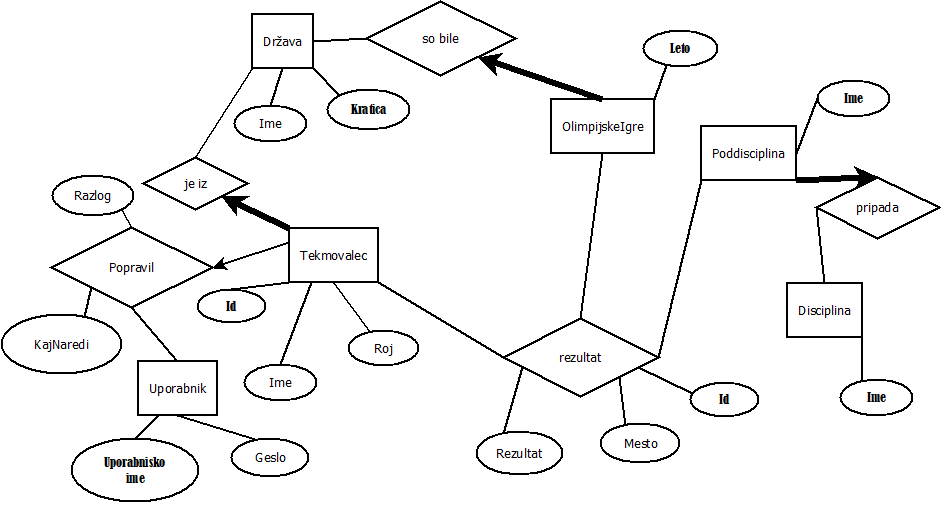 Država
so bile
Leto
Ime
Kratica
OlimpijskeIgre
Ime
Poddisciplina
je iz
Razlog
pripada
Tekmovalec
Popravil
Id
Disciplina
KajNaredi
Roj
rezultat
Uporabnik
Ime
Id
Ime
Mesto
Rezultat
Geslo
Uporabnisko
ime